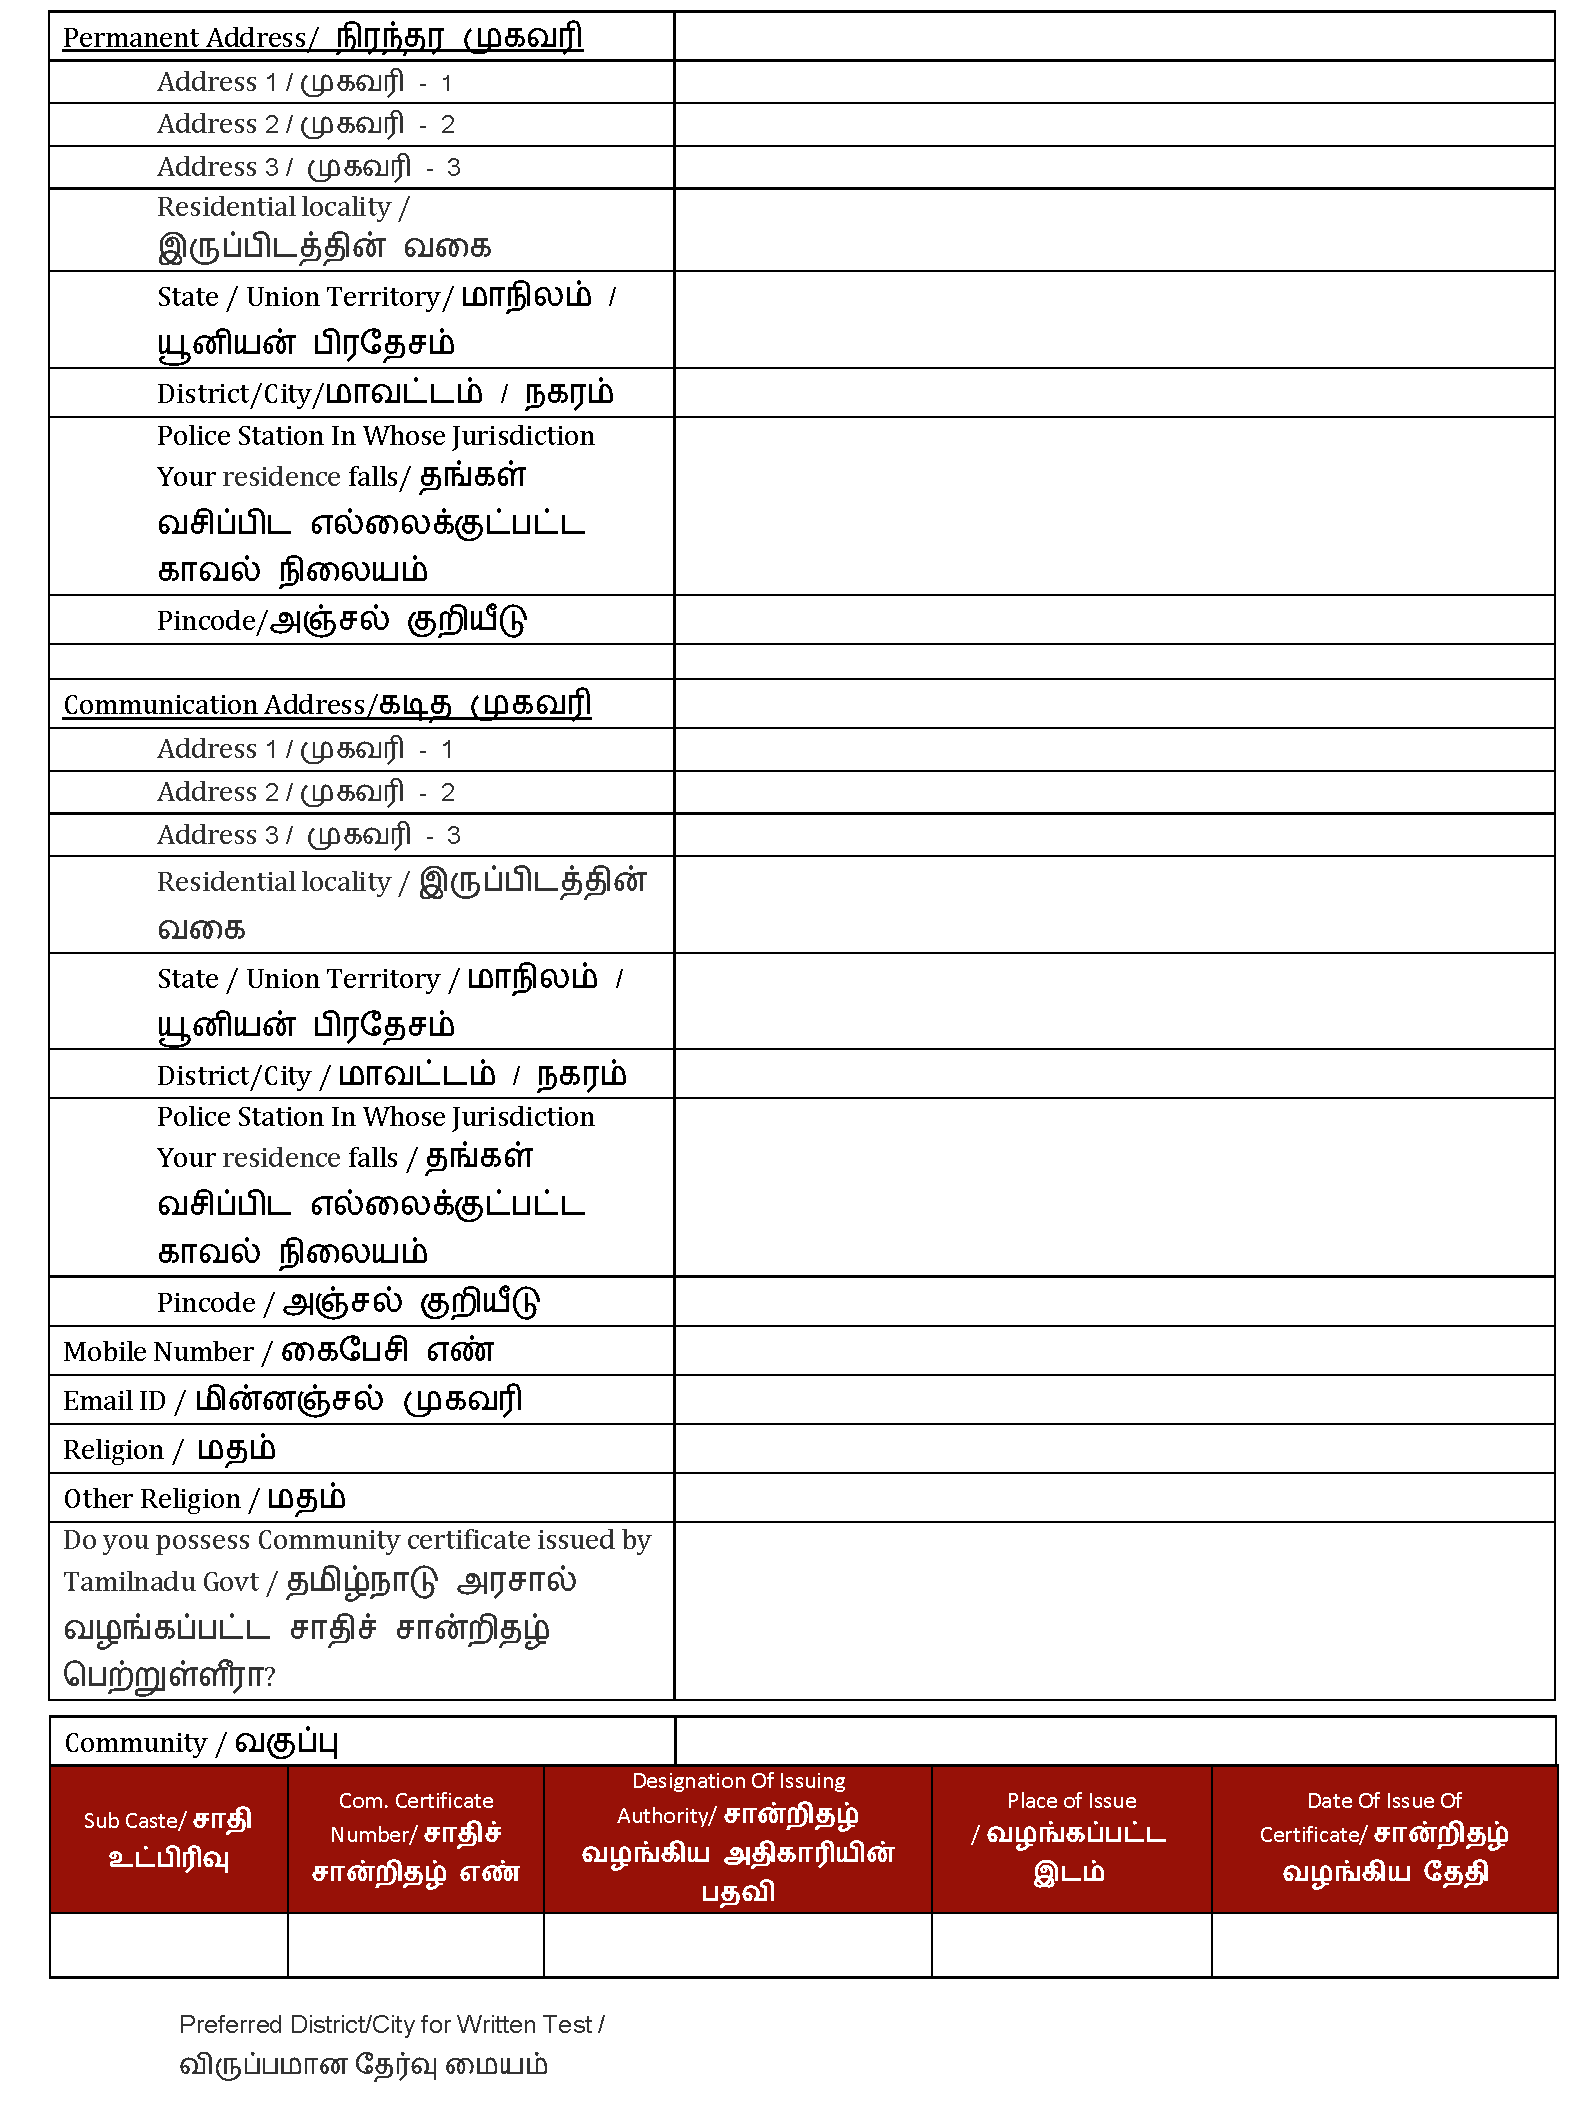 Permanent Address/ நிரந்தர முகவரி
Address 1 / முகவரி - 1
Address 2 / முகவரி - 2
Address 3 / முகவரி - 3
Residential locality /
இருப்பிடத்தின் வகை
State / Union Territory/ மாநிலம் /
யூனியன் பிரதேசம்
District/City/மாவட்டம் / நகரம்
Police Station In Whose Jurisdiction
Your residence falls/ தங்கள்
வசிப்பிட எல்லைக்குட்பட்ட
காவல் நிலையம்
Pincode/அஞ்சல் குறியீடு
Communication Address/கடித முகவரி
Address 1 / முகவரி - 1
Address 2 / முகவரி - 2
Address 3 / முகவரி - 3
Residential locality / இருப்பிடத்தின்
வகை
State / Union Territory / மாநிலம் /
யூனியன் பிரதேசம்
District/City / மாவட்டம் / நகரம்
Police Station In Whose Jurisdiction
Your residence falls / தங்கள்
வசிப்பிட எல்லைக்குட்பட்ட
காவல் நிலையம்
Pincode / அஞ்சல் குறியீடு
Mobile Number / கைபேசி எண்
Email ID / மின்னஞ்சல் முகவரி
Religion / மதம்
Other Religion / மதம்
Do you possess Community certificate issued by
Tamilnadu Govt / தமிழ்நாடு அரசால்
வழங்கப்பட்ட சாதிச் சான்றிதழ்
பெற்றுள்ளீரா?
Community / வகுப்பு
Sub Caste/ சாதி
உட்பிரிவு
Com. Certificate
Number/ சாதிச்
சான்றிதழ் எண்
Designation Of Issuing
Authority/ சான்றிதழ்
வழங்கிய அதிகாரியின்
பதவி
Place of Issue
/ வழங்கப்பட்ட
இடம்
Date Of Issue Of
Certificate/ சான்றிதழ்
வழங்கிய தேதி
Preferred District/City for Written Test /
விருப்பமான தேர்வு மையம்